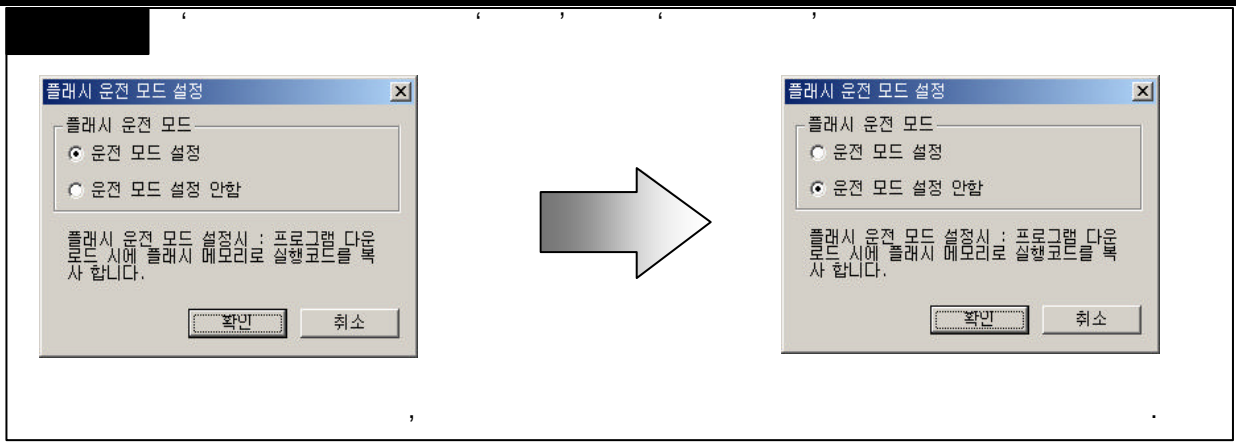 ‘ ‘ ’ ‘ ’
플래시 운전 모드 설정
플래시 운전 모드
운전 모드 설정
운전 모드 설정 안함
플래시 운전 모드 설정시 : 프로그램 다운
로드 시에 플래시 메모리로 실행코드를 복
사 합니다.
확인 취소
플래시 운전 모드 설정
플래시 운전 모드
운전 모드 설정
운전 모드 설정 안함
플래시 운전 모드 설정시 : 프로그램 다운
로드 시에 플래시 메모리로 실행코드를 복
사 합니다.
확인 취소
, .